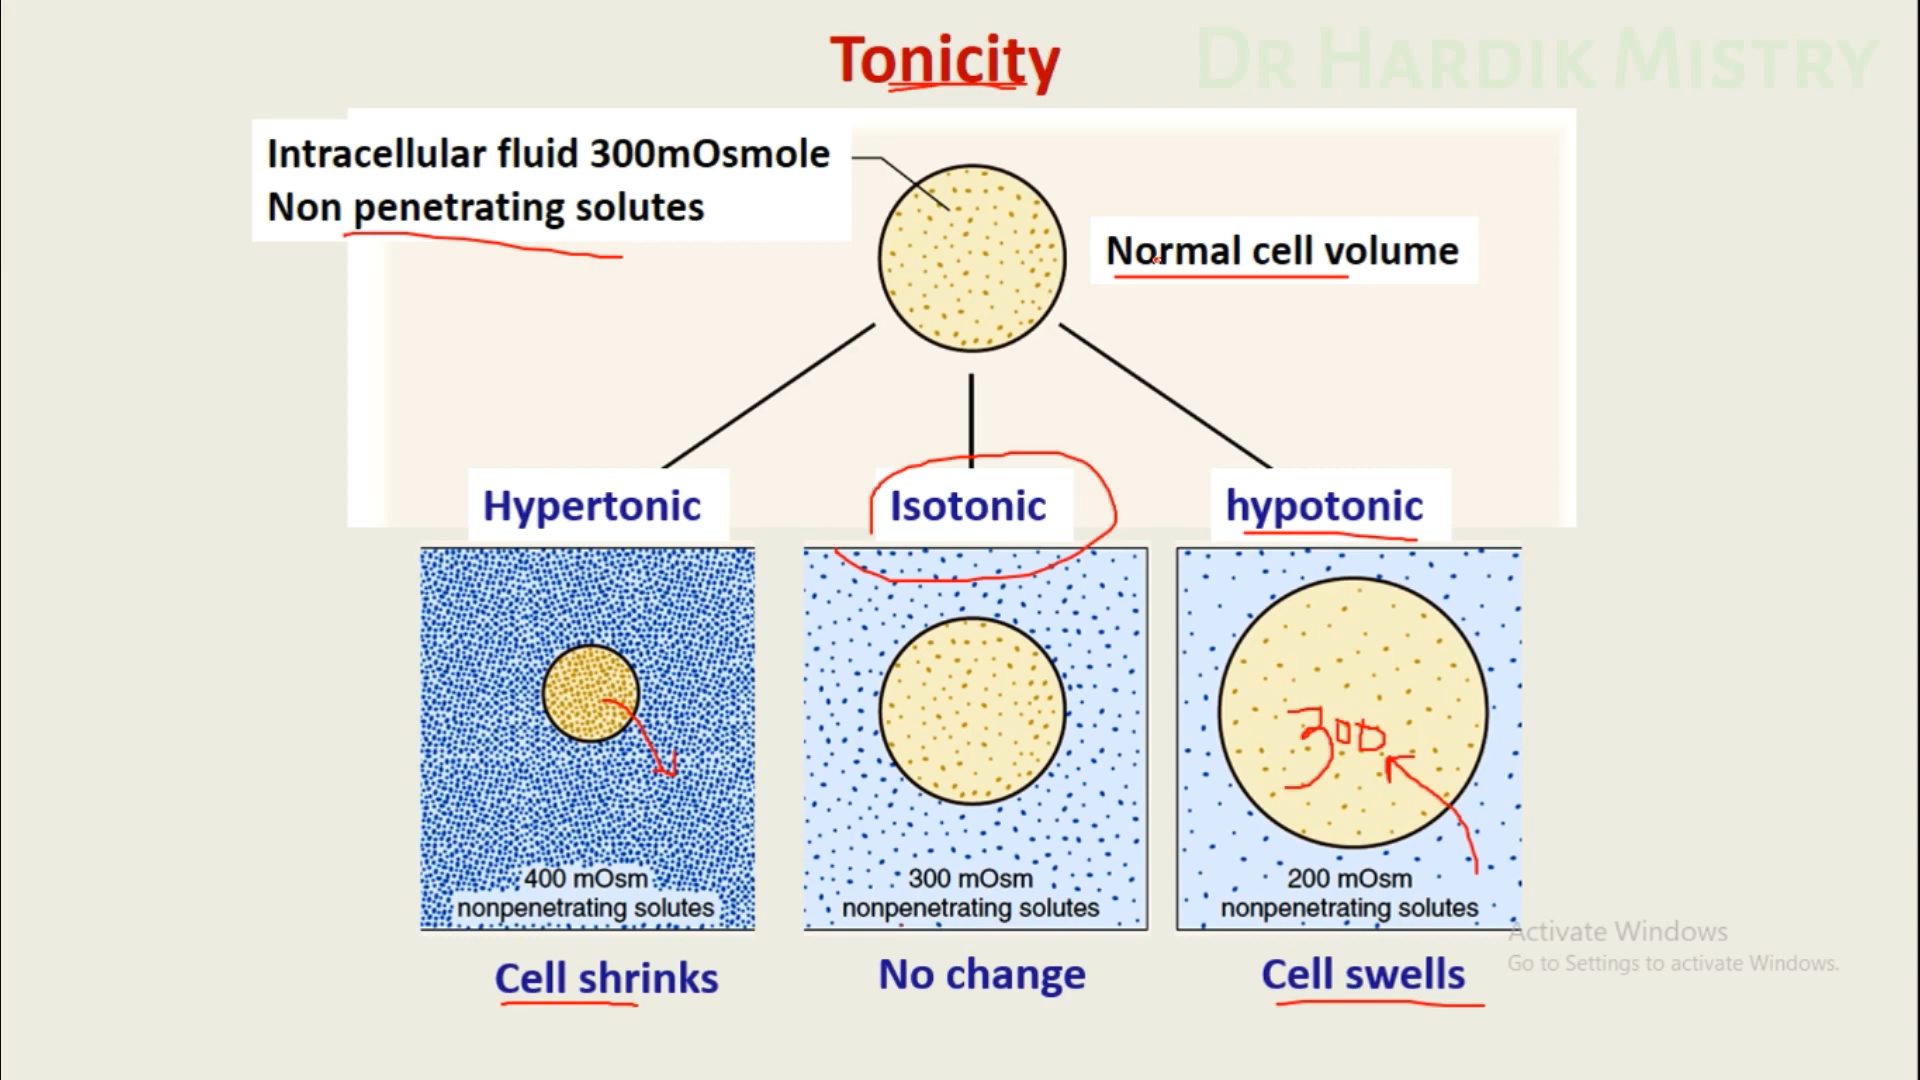 Tonicity
DR HARDIK MISTRY
Intracellular fluid 300mOsmole
Non penetrating solutes
Normal cell volume
Hypertonic
Isotonic
hypotonic
300
400 mOsm
nonpenetrating solutes
300 mOsm
nonpenetrating solutes
200 mOsm
nonpenetrating solutes
Cell shrinks
No change
Cell swells
Activate Windows
Go to Settings to activate Windows.